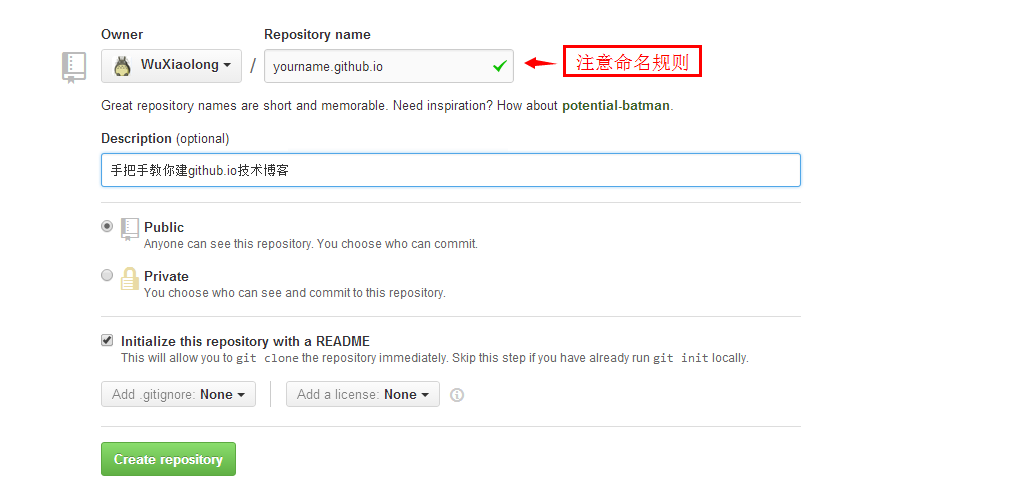 Owner
Repository name
WuXiaolong / yourname.github.io
注意命名规则
Great repository names are short and memorable. Need inspiration? How about potential-batman.
Description (optional)
手把手教你建github.io技术博客
Public
Anyone can see this repository. You choose who can commit.
Private
You choose who can see and commit to this repository.
Initialize this repository with a README
This will allow you to git clone the repository immediately. Skip this step if you have already run git init locally.
Add .gitignore: None
Add a license: None
Create repository